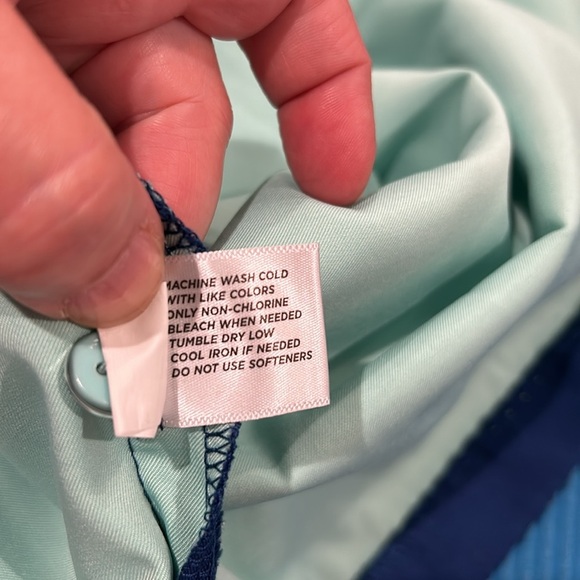 MACHINE WASH COLD
WITH LIKE COLORS
ONLY NON-CHLORINE
BLEACH WHEN NEEDED
TUMBLE DRY LOW
COOL IRON IF NEEDED
DO NOT USE SOFTENERS